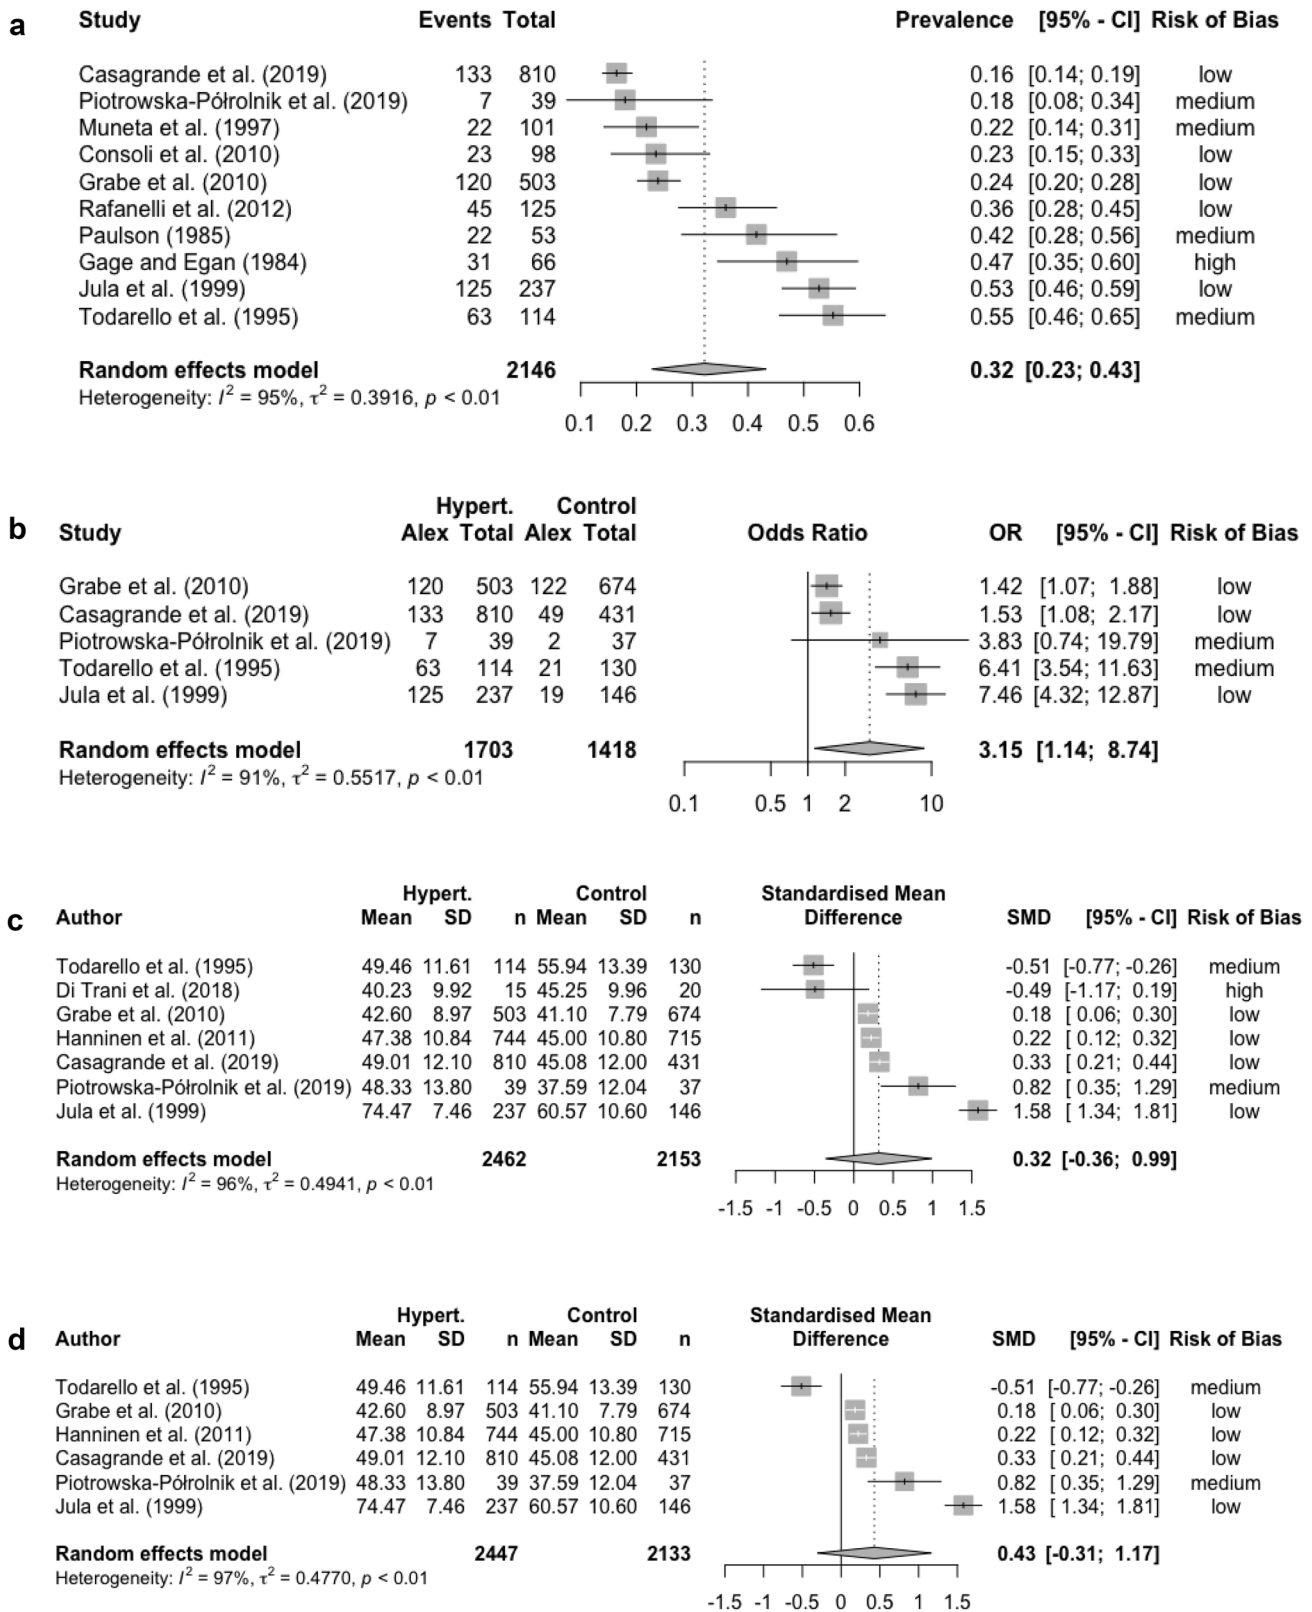 a
Study Events Total Prevalence [95% - CI] Risk of Bias
Casagrande et al. (2019) 133 810 0.16 [0.14; 0.19] low
Piotrowska-Półrolnik et al. (2019) 7 39 0.18 [0.08; 0.34] medium
Muneta et al. (1997) 22 101 0.22 [0.14; 0.31] medium
Consoli et al. (2010) 23 98 0.23 [0.15; 0.33] low
Grabe et al. (2010) 120 503 0.24 [0.20; 0.28] low
Rafanelli et al. (2012) 45 125 0.36 [0.28; 0.45] low
Paulson (1985) 22 53 0.42 [0.28; 0.56] medium
Gage and Egan (1984) 31 66 0.47 [0.35; 0.60] high
Jula et al. (1999) 125 237 0.53 [0.46; 0.59] low
Todarello et al. (1995) 63 114 0.55 [0.46; 0.65] medium
Random effects model 2146 0.32 [0.23; 0.43]
Heterogeneity: I² = 95%, τ² = 0.3916, p < 0.01
0.1 0.2 0.3 0.4 0.5 0.6
b
Hypert. Control
Study Alex Total Alex Total Odds Ratio OR [95% - CI] Risk of Bias
Grabe et al. (2010) 120 503 122 674 1.42 [1.07; 1.88] low
Casagrande et al. (2019) 133 810 49 431 1.53 [1.08; 2.17] low
Piotrowska-Półrolnik et al. (2019) 7 39 2 37 3.83 [0.74; 19.79] medium
Todarello et al. (1995) 63 114 21 130 6.41 [3.54; 11.63] medium
Jula et al. (1999) 125 237 19 146 7.46 [4.32; 12.87] low
Random effects model 1703 1418 3.15 [1.14; 8.74]
Heterogeneity: I² = 91%, τ² = 0.5517, p < 0.01
0.1 0.5 1 2 10
c
Hypert. Control Standardised Mean
Author Mean SD n Mean SD n Difference SMD [95% - CI] Risk of Bias
Todarello et al. (1995) 49.46 11.61 114 55.94 13.39 130 -0.51 [-0.77; -0.26] medium
Di Trani et al. (2018) 40.23 9.92 15 45.25 9.96 20 -0.49 [-1.17; 0.19] high
Grabe et al. (2010) 42.60 8.97 503 41.10 7.79 674 0.18 [ 0.06; 0.30] low
Hanninen et al. (2011) 47.38 10.84 744 45.00 10.80 715 0.22 [ 0.12; 0.32] low
Casagrande et al. (2019) 49.01 12.10 810 45.08 12.00 431 0.33 [ 0.21; 0.44] low
Piotrowska-Półrolnik et al. (2019) 48.33 13.80 39 37.59 12.04 37 0.82 [ 0.35; 1.29] medium
Jula et al. (1999) 74.47 7.46 237 60.57 10.60 146 1.58 [ 1.34; 1.81] low
Random effects model 2462 2153 0.32 [-0.36; 0.99]
Heterogeneity: I² = 96%, τ² = 0.4941, p < 0.01
-1.5 -1 -0.5 0 0.5 1 1.5
d
Hypert. Control Standardised Mean
Author Mean SD n Mean SD n Difference SMD [95% - CI] Risk of Bias
Todarello et al. (1995) 49.46 11.61 114 55.94 13.39 130 -0.51 [-0.77; -0.26] medium
Grabe et al. (2010) 42.60 8.97 503 41.10 7.79 674 0.18 [ 0.06; 0.30] low
Hanninen et al. (2011) 47.38 10.84 744 45.00 10.80 715 0.22 [ 0.12; 0.32] low
Casagrande et al. (2019) 49.01 12.10 810 45.08 12.00 431 0.33 [ 0.21; 0.44] low
Piotrowska-Półrolnik et al. (2019) 48.33 13.80 39 37.59 12.04 37 0.82 [ 0.35; 1.29] medium
Jula et al. (1999) 74.47 7.46 237 60.57 10.60 146 1.58 [ 1.34; 1.81] low
Random effects model 2447 2133 0.43 [-0.31; 1.17]
Heterogeneity: I² = 97%, τ² = 0.4770, p < 0.01
-1.5 -1 -0.5 0 0.5 1 1.5